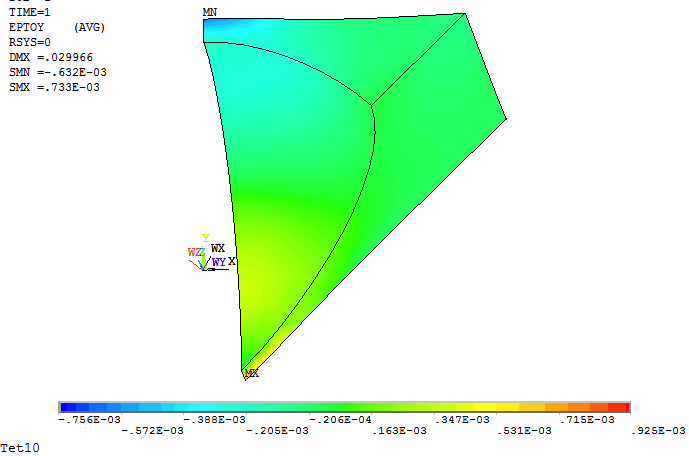 TIME=1
EPTOY (AVG)
RSYS=0
DMX =.029966
SMN =-.632E-03
SMX =.733E-03
MN
Y
WX
WZ
WY X
MX
-.756E-03 -.388E-03 -.206E-04 .347E-03 .715E-03
-.572E-03 -.205E-03 .163E-03 .531E-03 .925E-03
Tet10